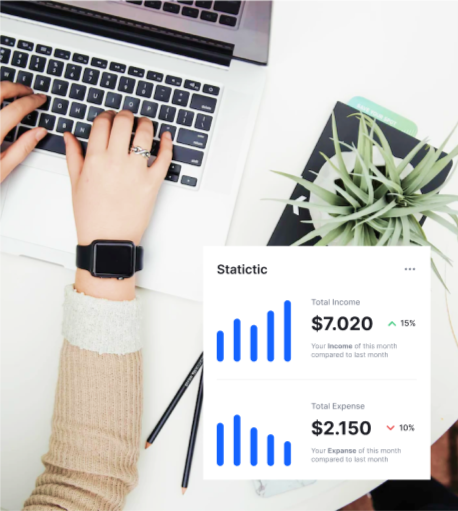 Statictic
Total Income
$7.020
15%
Your Income of this month
compared to last month
Total Expense
$2.150
10%
Your Expanse of this month
compared to last month